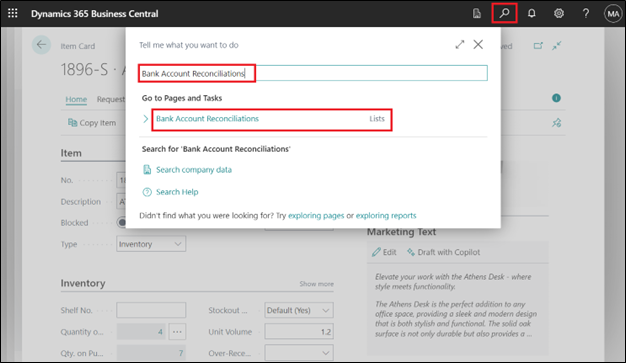 Dynamics 365 Business Central
MA
Item Card
1896-S · A
Tell me what you want to do
Bank Account Reconciliations
Go to Pages and Tasks
Bank Account Reconciliations Lists
Search for 'Bank Account Reconciliations'
Search company data
Search Help
Didn't find what you were looking for? Try exploring pages or exploring reports
Home Request
Copy Item
Item
No.
Description
Blocked
Type Inventory
Inventory Show more
Shelf No.
Quantity o... 4
Qty. on Pu... 7
Stockout ... Default (Yes)
Unit Volume 1.2
Over-Rece...
Marketing Text
Edit Draft with Copilot
Elevate your work with the Athens Desk - where
style meets functionality.
The Athens Desk is the perfect addition to any
office space, providing a sleek and modern design
that is both stylish and functional. The solid oak
surface is not only durable but also provides a ...